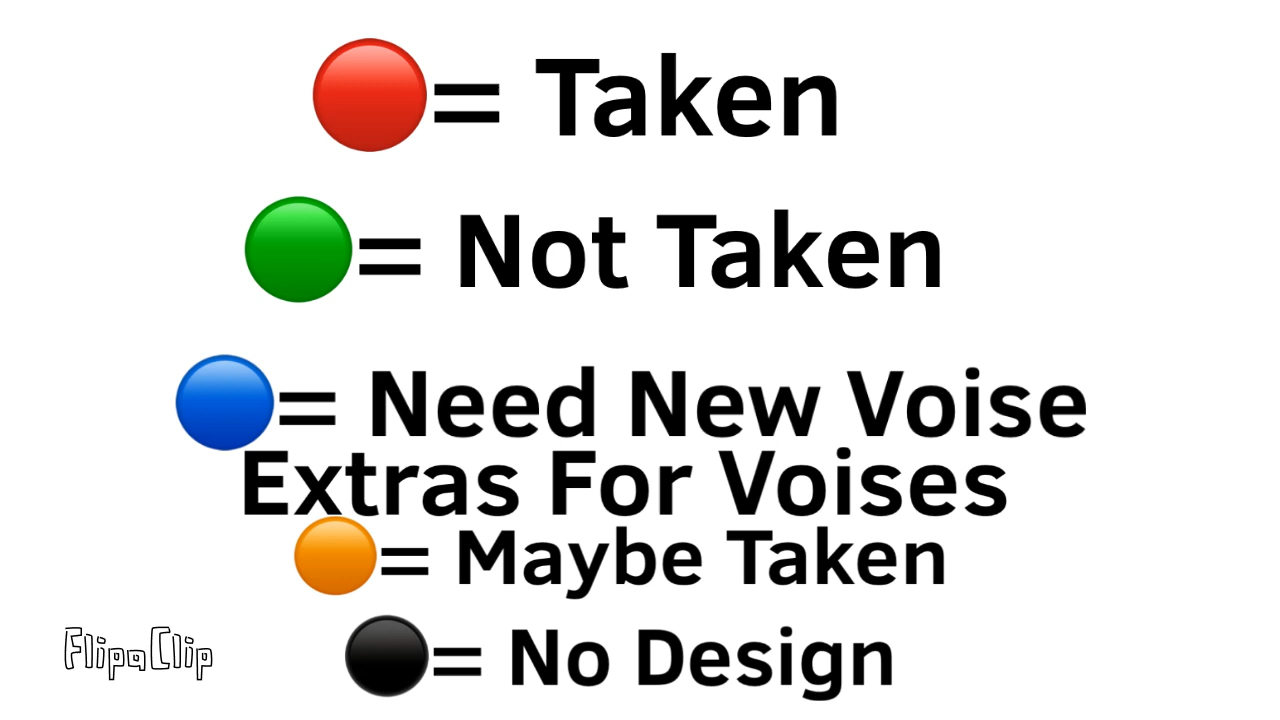 🔴= Taken
🟢= Not Taken
🔵= Need New Voise
Extras For Voises
🟠= Maybe Taken
⚫= No Design
FlipaClip